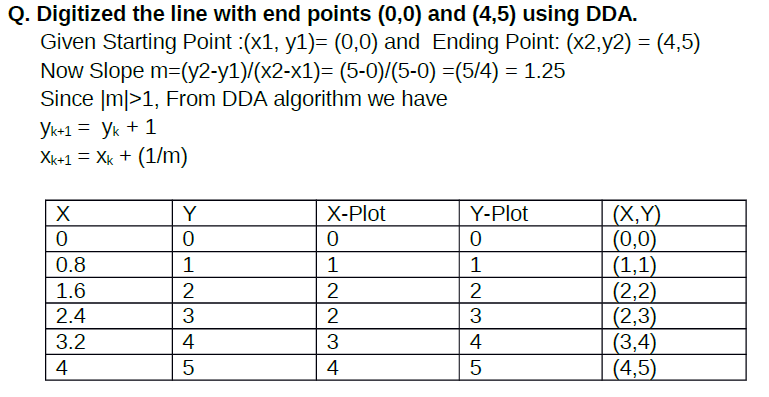 Q. Digitized the line with end points (0,0) and (4,5) using DDA.
Given Starting Point :(x1, y1)= (0,0) and  Ending Point: (x2,y2) = (4,5)
Now Slope m=(y2-y1)/(x2-x1)= (5-0)/(5-0) =(5/4) = 1.25
Since |m|>1, From DDA algorithm we have
yk+1 =  yk + 1
xk+1 = xk + (1/m)
X Y X-Plot Y-Plot (X,Y)
0 0 0 0 (0,0)
0.8 1 1 1 (1,1)
1.6 2 2 2 (2,2)
2.4 3 2 3 (2,3)
3.2 4 3 4 (3,4)
4 5 4 5 (4,5)